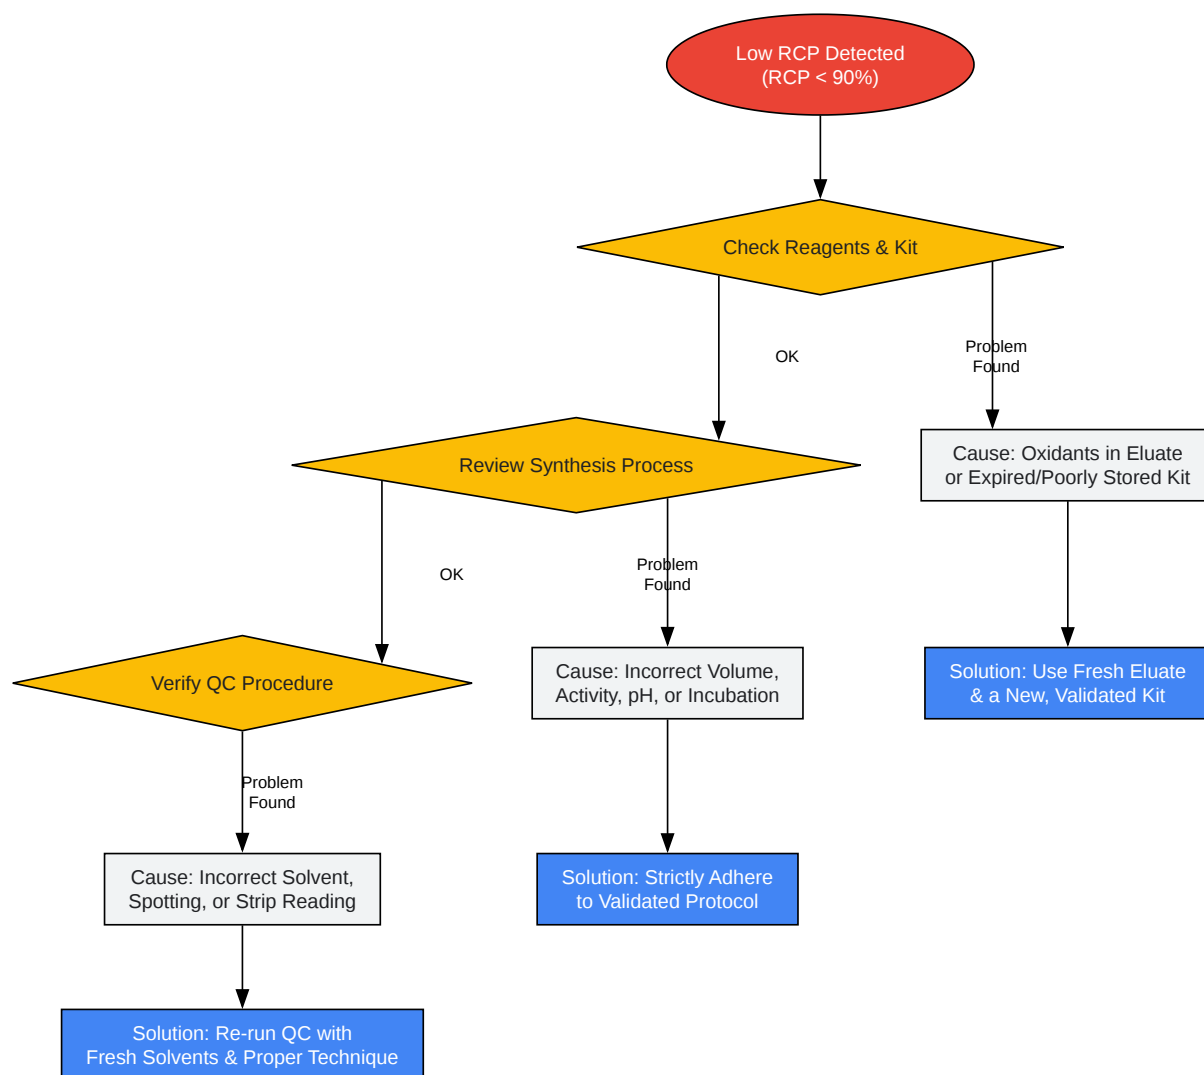 Low RCP Detected
(RCP < 90%)
Check Reagents & Kit
OK
Problem
Found
Review Synthesis Process
Cause: Oxidants in Eluate
or Expired/Poorly Stored Kit
OK
Problem
Found
Verify QC Procedure
Cause: Incorrect Volume,
Activity, pH, or Incubation
Solution: Use Fresh Eluate
& a New, Validated Kit
Problem
Found
Cause: Incorrect Solvent,
Spotting, or Strip Reading
Solution: Strictly Adhere
to Validated Protocol
Solution: Re-run QC with
Fresh Solvents & Proper Technique